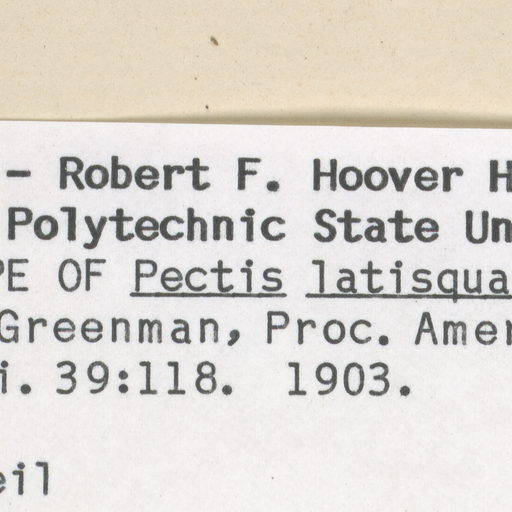 - Robert F. Hoover H
Polytechnic State Un
PE OF Pectis latisqua
Greenman, Proc. Amer
i. 39:118. 1903.
eil